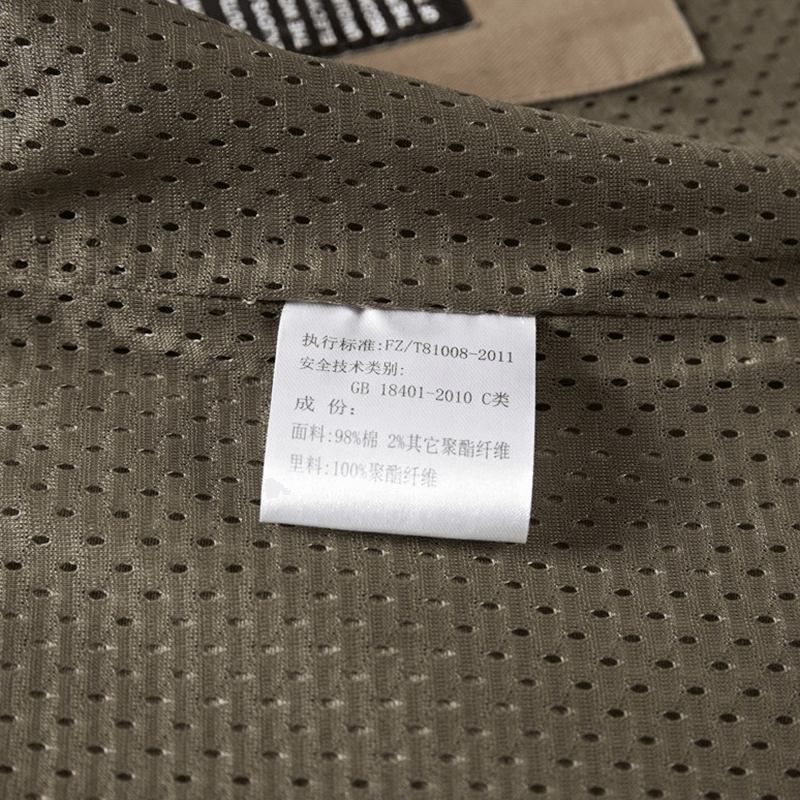 执行标准:FZ/T81008-2011
安全技术类别:
GB 18401-2010 C类
成 份:
面料:98%棉 2%其它聚酯纤维
里料:100%聚酯纤维